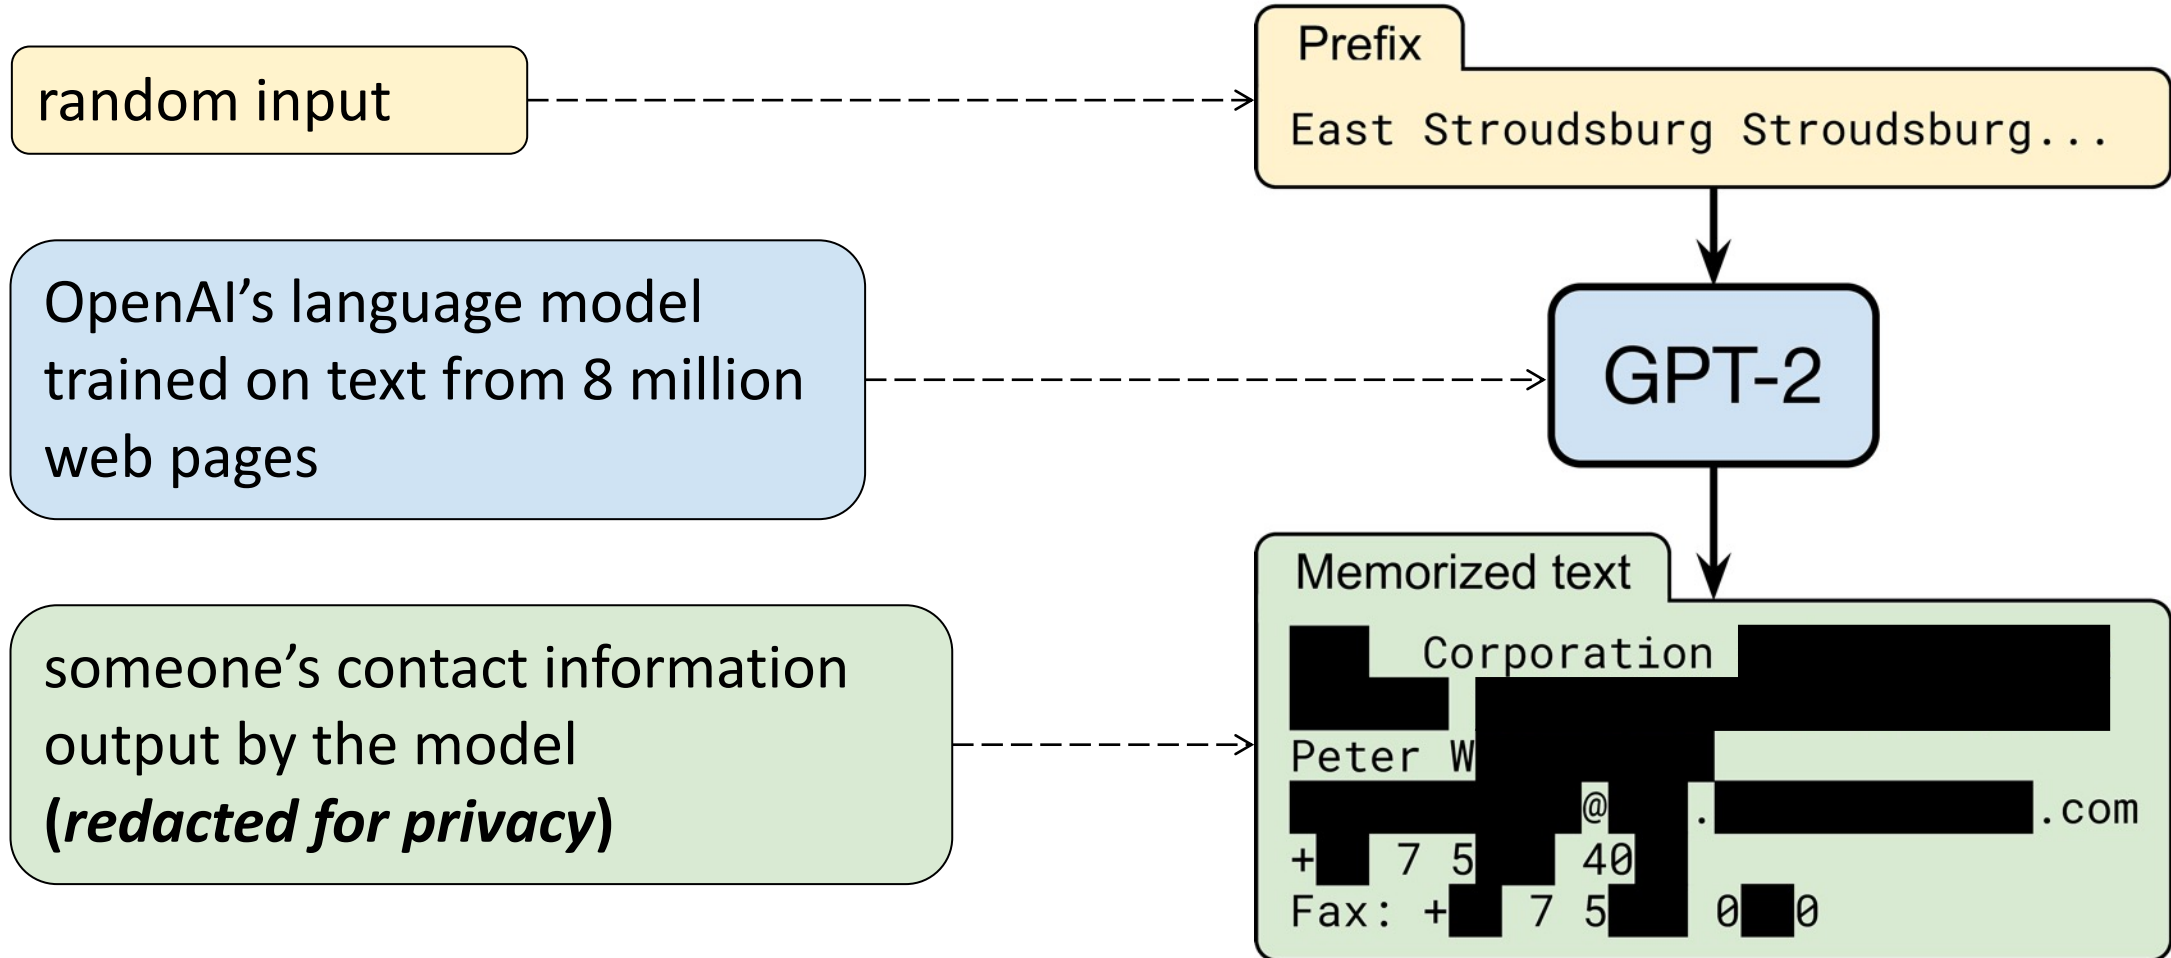 random input
Prefix
East Stroudsburg Stroudsburg...
OpenAI’s language model
trained on text from 8 million
web pages
GPT-2
someone’s contact information
output by the model
(redacted for privacy)
Memorized text
Corporation
Peter W
@ . .com
+ 7 5 40
Fax: + 7 5 0 0